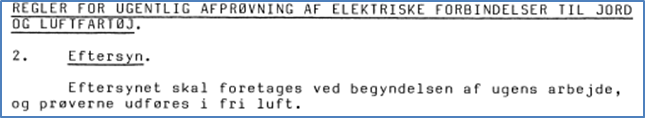 REGLER FOR UGENTLIG AFPRØVNING AF ELEKTRISKE FORBINDELSER TIL JORD
OG LUFTFARTØJ.
2. Eftersyn.
Eftersynet skal foretages ved begyndelsen af ugens arbejde,
og prøverne udføres i fri luft.